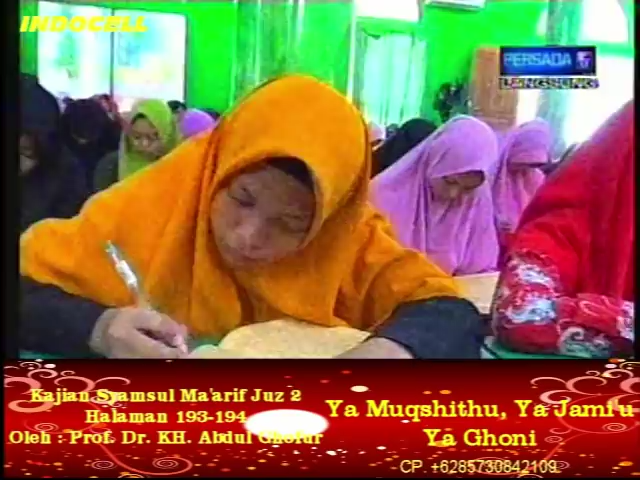 INDOCELL
PERSADA
LANGSUNG
Kajian Syamsul Ma'arif Juz 2
Halaman 193-194
Oleh : Prof. Dr. KH. Abdul Ghofur
Ya Muqshithu, Ya Jami'u
Ya Ghoni
CP. +6285730842109